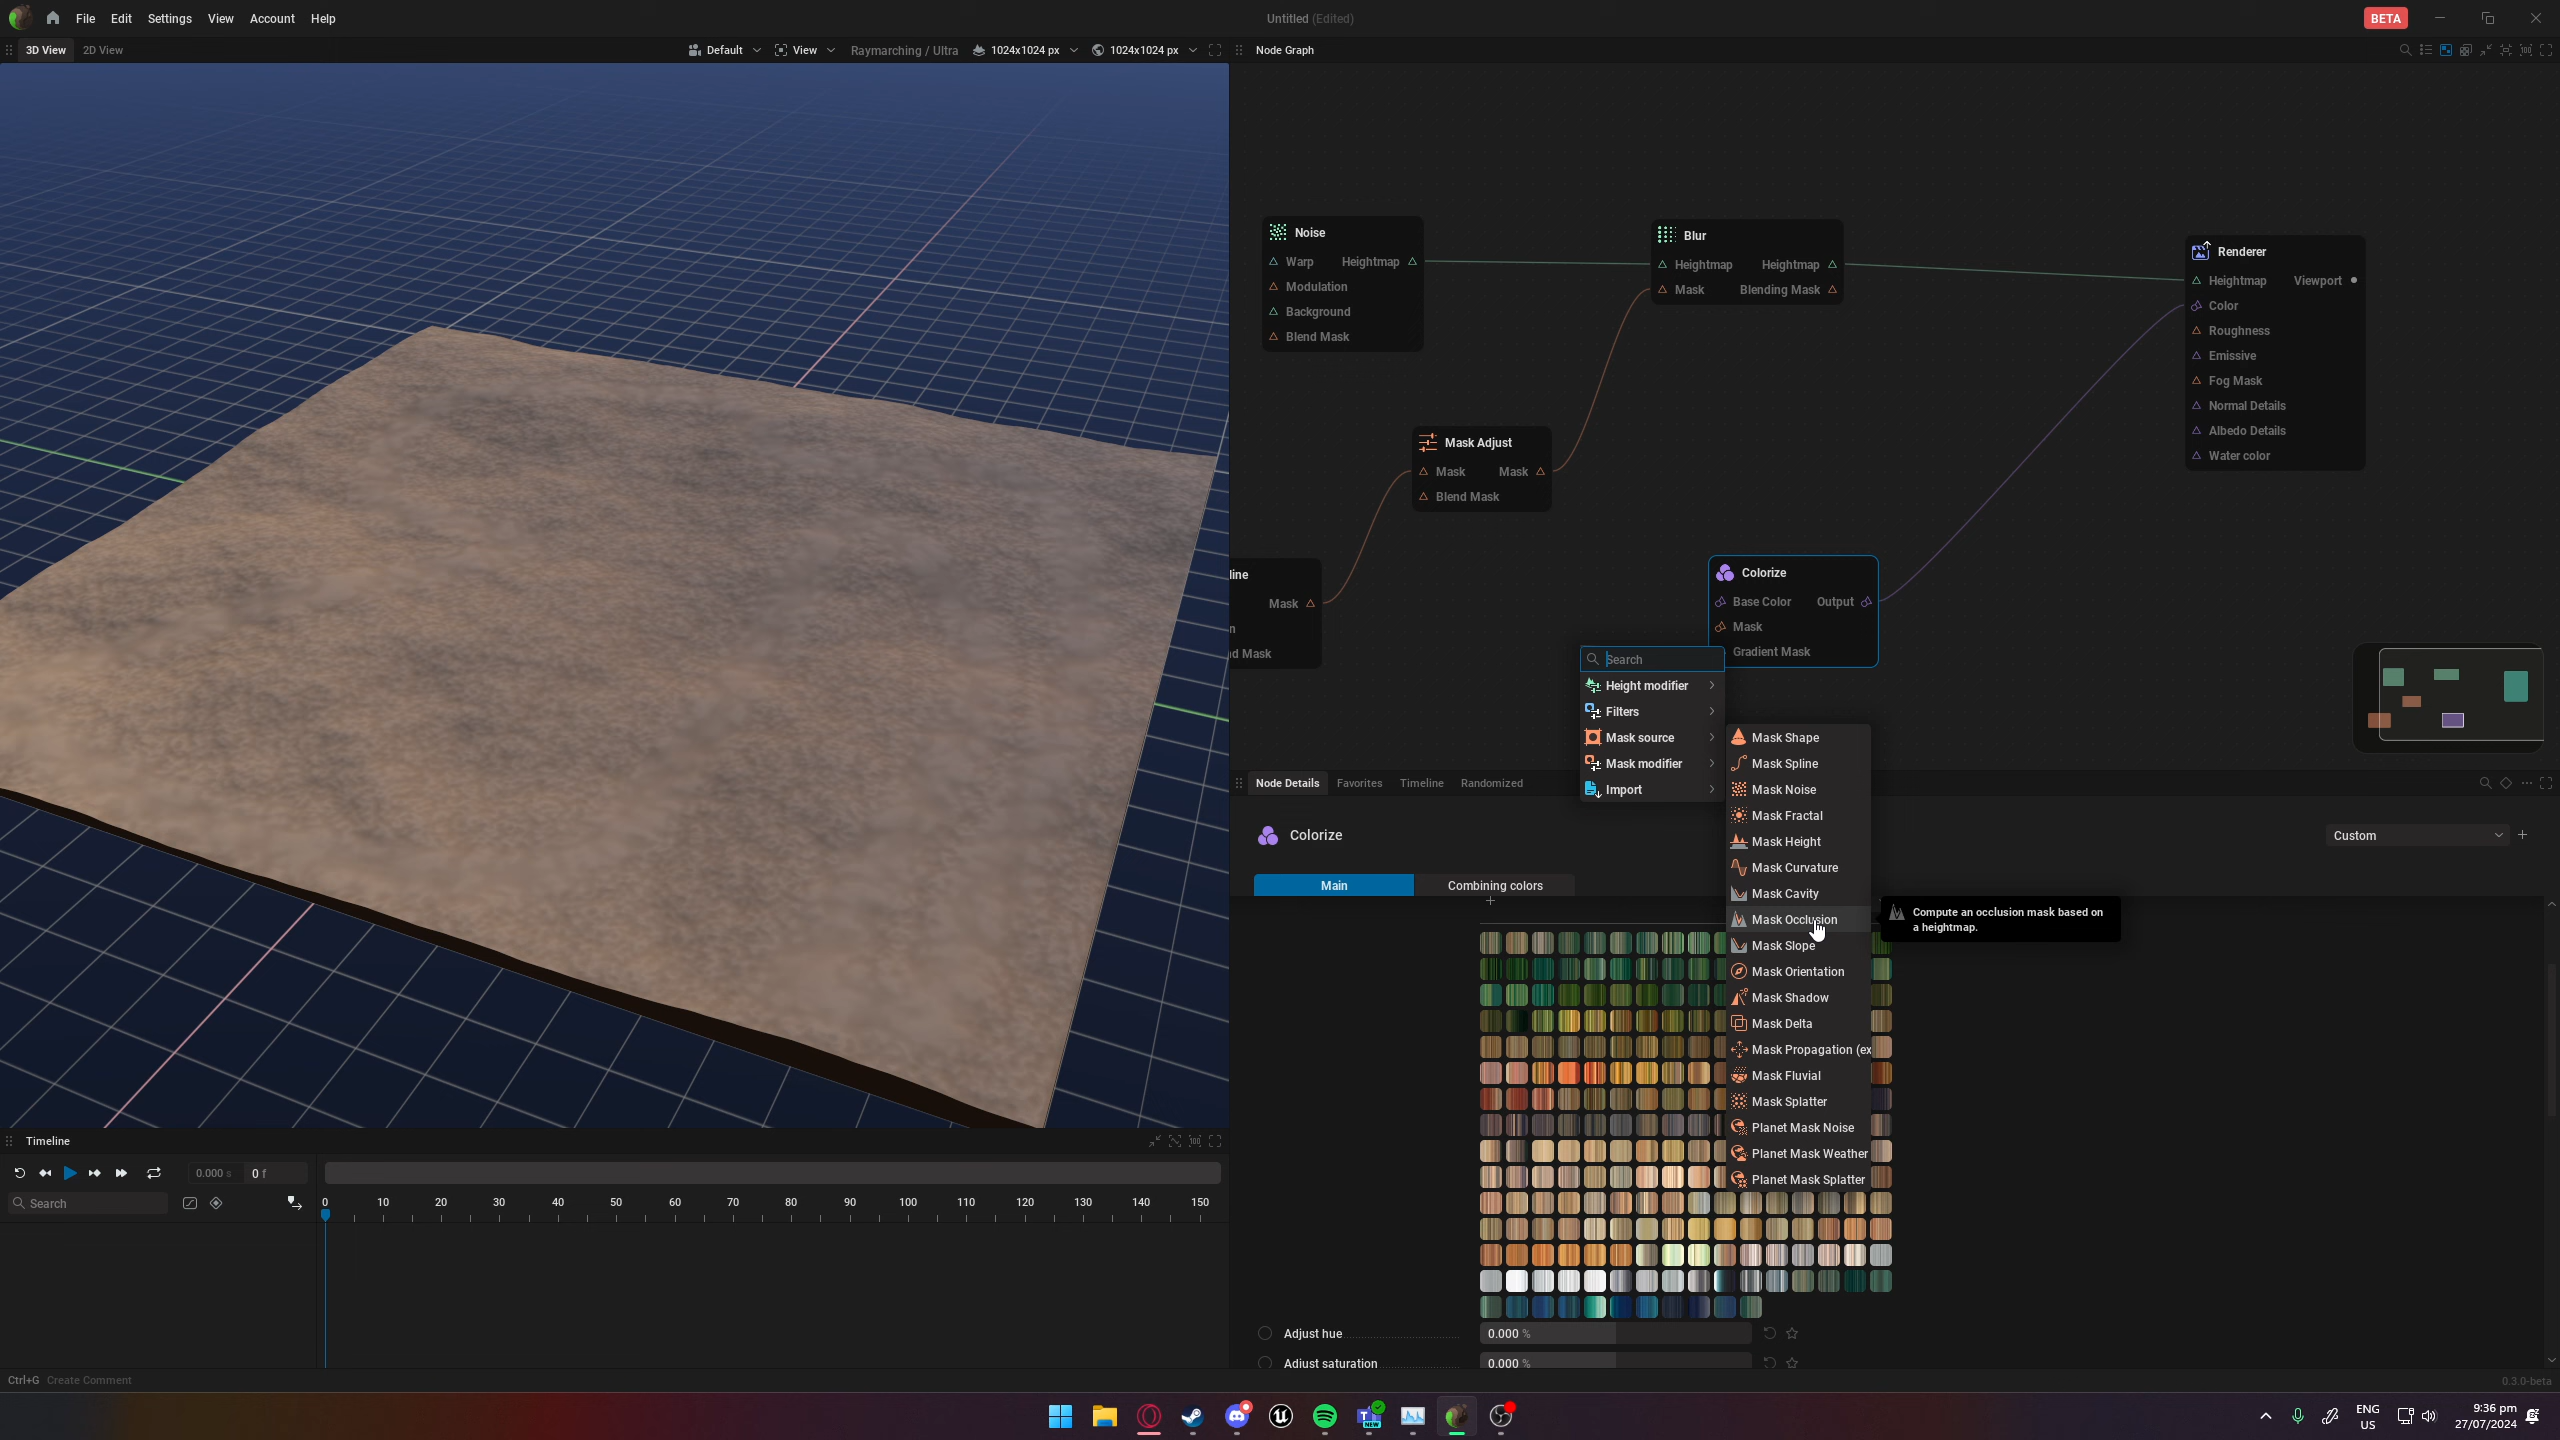 File Edit Settings View Account Help
Untitled (Edited)
BETA
3D View 2D View
Default View Raymarching / Ultra 1024x1024 px 1024x1024 px
Node Graph
Noise
Warp Heightmap
Modulation
Background
Blend Mask
Blur
Heightmap Heightmap
Mask Blending Mask
Renderer
Heightmap Viewport
Color
Roughness
Emissive
Fog Mask
Normal Details
Albedo Details
Water color
Mask Adjust
Mask Mask
Blend Mask
line
Mask
n
d Mask
Colorize
Base Color Output
Mask
Gradient Mask
Search
Height modifier
Filters
Mask source
Mask modifier
Import
Mask Shape
Mask Spline
Mask Noise
Mask Fractal
Mask Height
Mask Curvature
Mask Cavity
Mask Occlusion
Mask Slope
Mask Orientation
Mask Shadow
Mask Delta
Mask Propagation (ex
Mask Fluvial
Mask Splatter
Planet Mask Noise
Planet Mask Weather
Planet Mask Splatter
Compute an occlusion mask based on
a heightmap.
Node Details Favorites Timeline Randomized
Colorize
Custom
Main Combining colors
Adjust hue 0.000 %
Adjust saturation 0.000 %
Timeline
0.000 s 0 f
Search
0 10 20 30 40 50 60 70 80 90 100 110 120 130 140 150
Ctrl+G Create Comment
0.3.0-beta
NEW
ENG
US
9:36 pm
27/07/2024